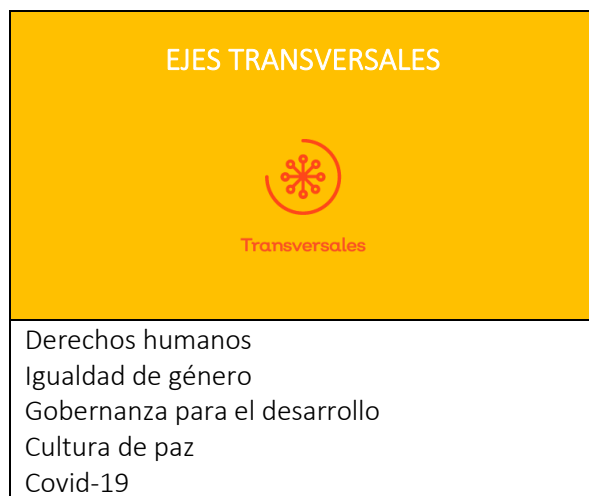 EJES TRANSVERSALES
Transversales
Derechos humanos
Igualdad de género
Gobernanza para el desarrollo
Cultura de paz
Covid-19